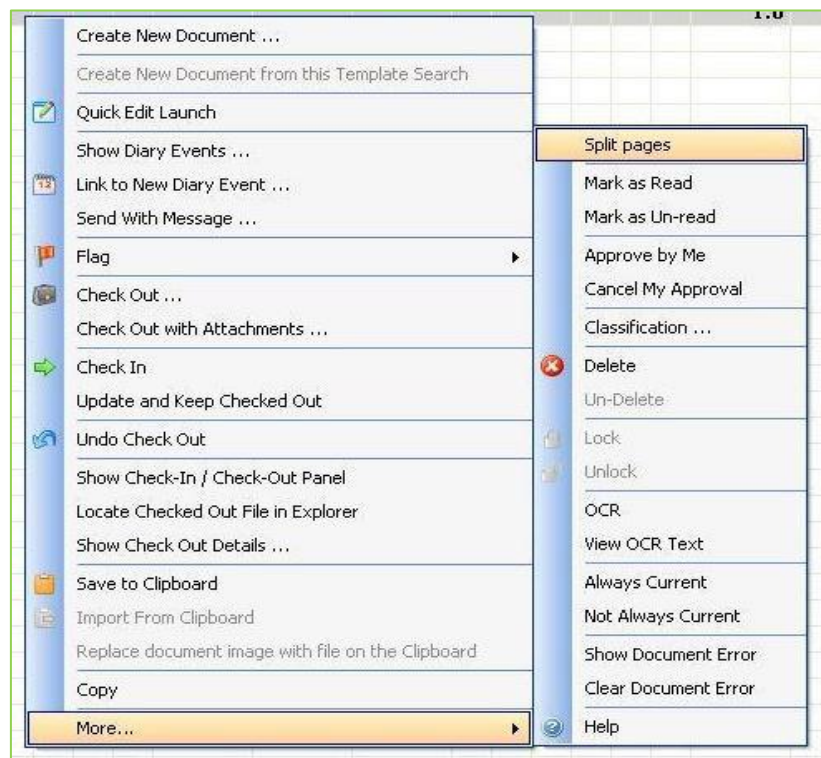 1.0
Create New Document ...
Create New Document from this Template Search
Quick Edit Launch
Show Diary Events ...
12
Link to New Diary Event ...
Send With Message ...
Flag
Check Out ...
Check Out with Attachments ...
Check In
Update and Keep Checked Out
Undo Check Out
Show Check-In / Check-Out Panel
Locate Checked Out File in Explorer
Show Check Out Details ...
Save to Clipboard
Import From Clipboard
Replace document image with file on the Clipboard
Copy
More...
Split pages
Mark as Read
Mark as Un-read
Approve by Me
Cancel My Approval
Classification ...
Delete
Un-Delete
Lock
Unlock
OCR
View OCR Text
Always Current
Not Always Current
Show Document Error
Clear Document Error
Help